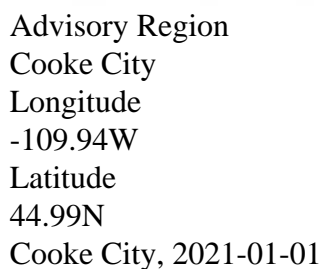 Advisory Region
Cooke City
Longitude
-109.94W
Latitude
44.99N
Cooke City, 2021-01-01